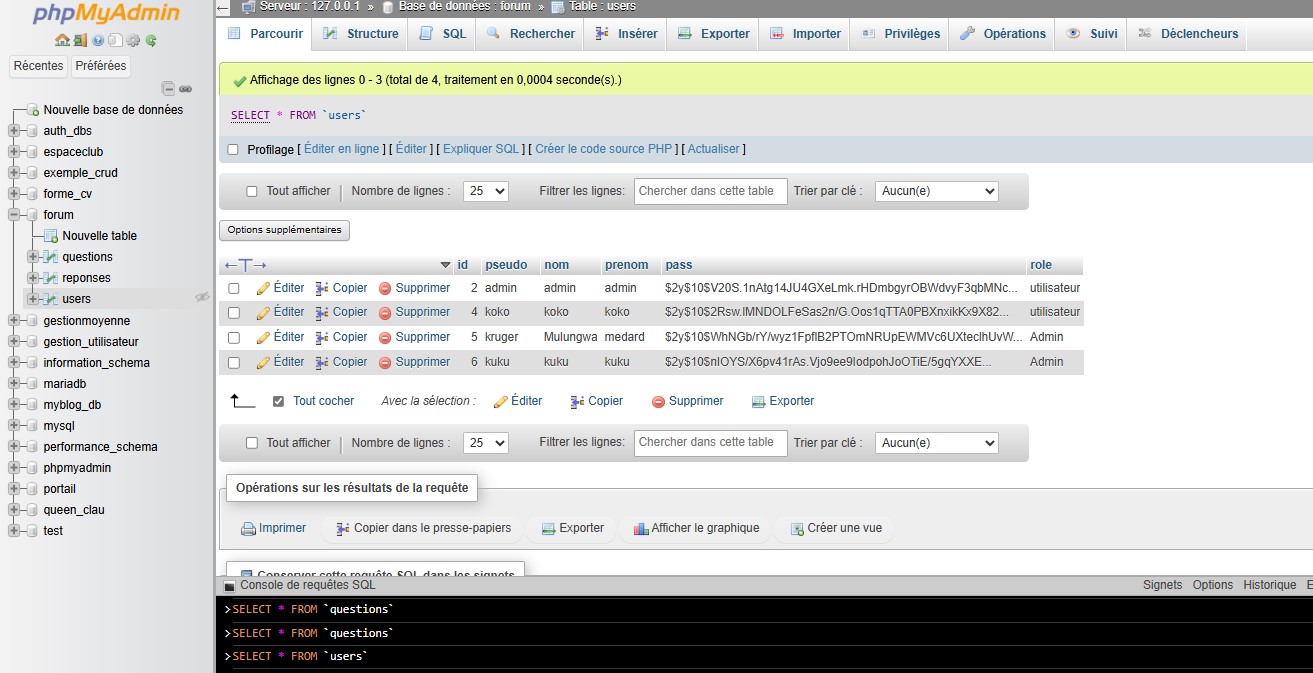 phpMyAdmin
Récentes Préférées
Nouvelle base de données
auth_dbs
espaceclub
exemple_crud
forme_cv
forum
Nouvelle table
questions
reponses
users
gestionmoyenne
gestion_utilisateur
information_schema
mariadb
myblog_db
mysql
performance_schema
phpmyadmin
portail
queen_clau
test
Serveur : 127.0.0.1 » Base de données : forum » Table : users
Parcourir Structure SQL Rechercher Insérer Exporter Importer Privilèges Opérations Suivi Déclencheurs
Affichage des lignes 0 - 3 (total de 4, traitement en 0,0004 seconde(s).)
SELECT * FROM `users`
Profilage [ Éditer en ligne ] [ Éditer ] [ Expliquer SQL ] [ Créer le code source PHP ] [ Actualiser ]
Tout afficher | Nombre de lignes : 25 Filtrer les lignes: Chercher dans cette table Trier par clé : Aucun(e)
Options supplémentaires
←T→ id pseudo nom prenom pass role
Éditer Copier Supprimer 2 admin admin admin $2y$10$V20S.1nAtg14JU4GXeLmk.rHDmbgyrOBWdvyF3qbMNc... utilisateur
Éditer Copier Supprimer 4 koko koko koko $2y$10$2Rsw.lMNDOLFeSas2n/G.Oos1qTTA0PBXnxikKx9X82... utilisateur
Éditer Copier Supprimer 5 kruger Mulungwa medard $2y$10$WhNGb/rY/wyz1FpflB2PTOmNRUpEWMVc6UXteclhUvW... Admin
Éditer Copier Supprimer 6 kuku kuku kuku $2y$10$nlOYS/X6pv41rAs.Vjo9ee9IodpohJoOTiE/5gqYXXE... Admin
Tout cocher Avec la sélection : Éditer Copier Supprimer Exporter
Tout afficher | Nombre de lignes : 25 Filtrer les lignes: Chercher dans cette table Trier par clé : Aucun(e)
Opérations sur les résultats de la requête
Imprimer Copier dans le presse-papiers Exporter Afficher le graphique Créer une vue
Conserver cette requête SQL dans les signets
Console de requêtes SQL Signets Options Historique
>SELECT * FROM `questions`
>SELECT * FROM `questions`
>SELECT * FROM `users`